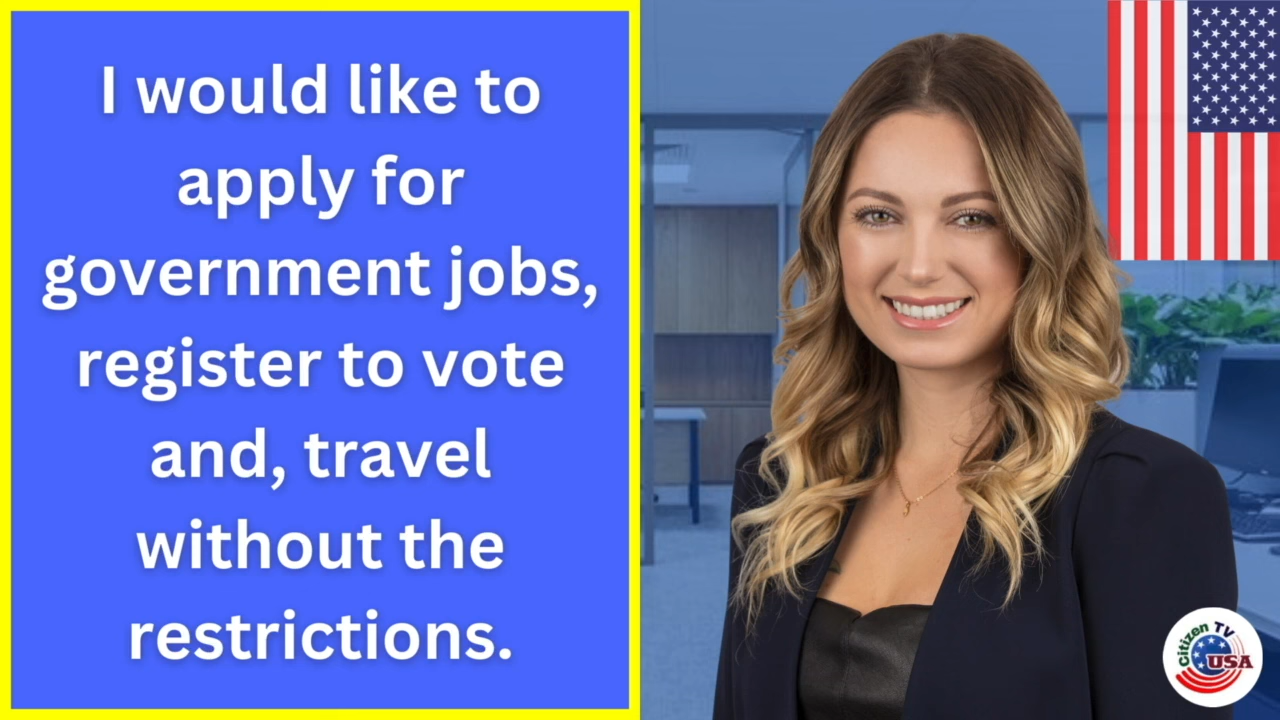 I would like to
apply for
government jobs,
register to vote
and, travel
without the
restrictions.
Citizen TV
USA